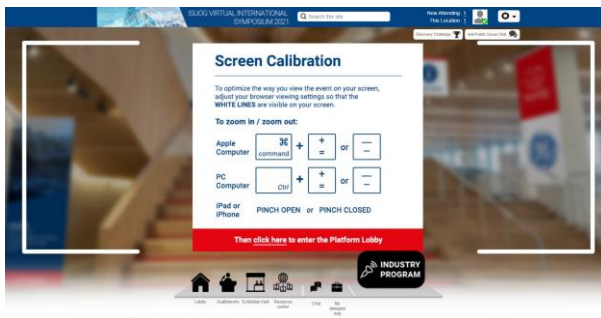 ISUOG VIRTUAL INTERNATIONAL
SYMPOSIUM 2021
Search this site
Now Attending: 1
This Location: 1
Discovery Challenge
Join Public Group Chat
Screen Calibration
To optimize the way you view the event on your screen,
adjust your browser viewing settings so that the
WHITE LINES are visible on your screen.
To zoom in / zoom out:
Apple
Computer
⌘
command
+
+
=
or
—
–
PC
Computer
Ctrl
+
+
=
or
—
–
iPad or
iPhone
PINCH OPEN or PINCH CLOSED
Then click here to enter the Platform Lobby
INDUSTRY
PROGRAM
Lobby
Auditoriums
Exhibition Hall
Resource
center
Chat
My
delegate
bag